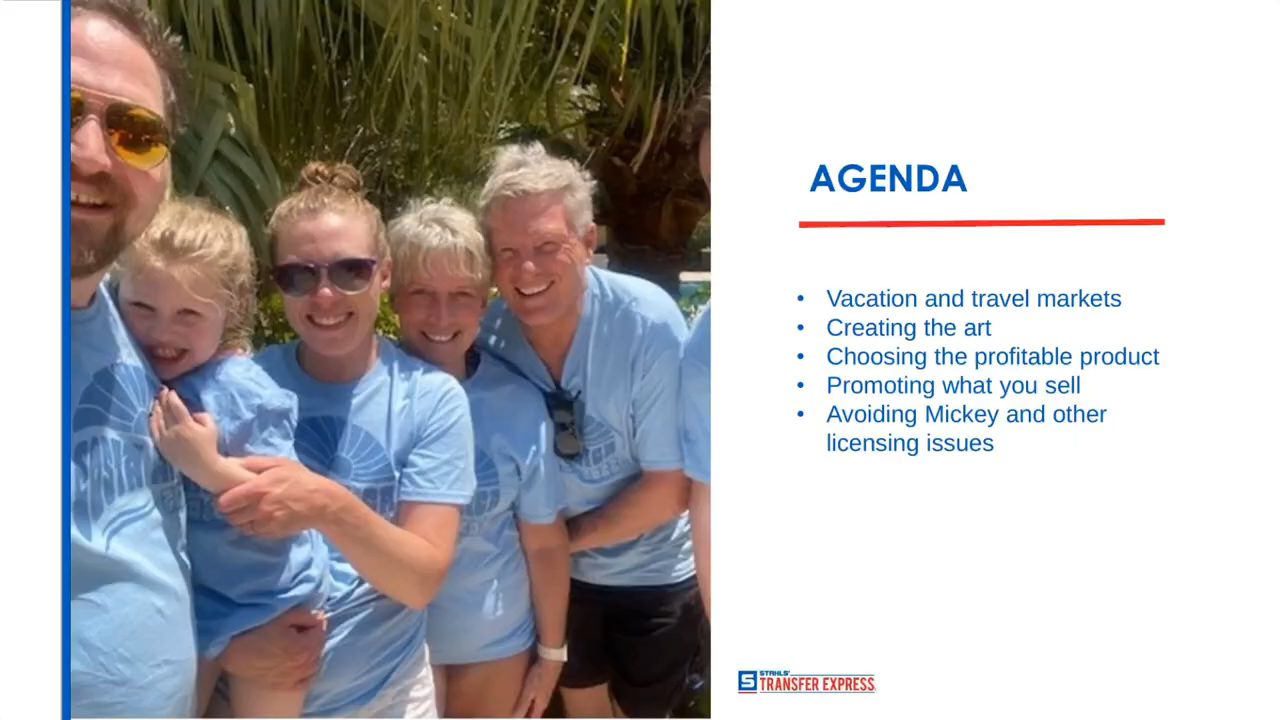 AGENDA
• Vacation and travel markets
• Creating the art
• Choosing the profitable product
• Promoting what you sell
• Avoiding Mickey and other
licensing issues
S STAHLS'
TRANSFER EXPRESS